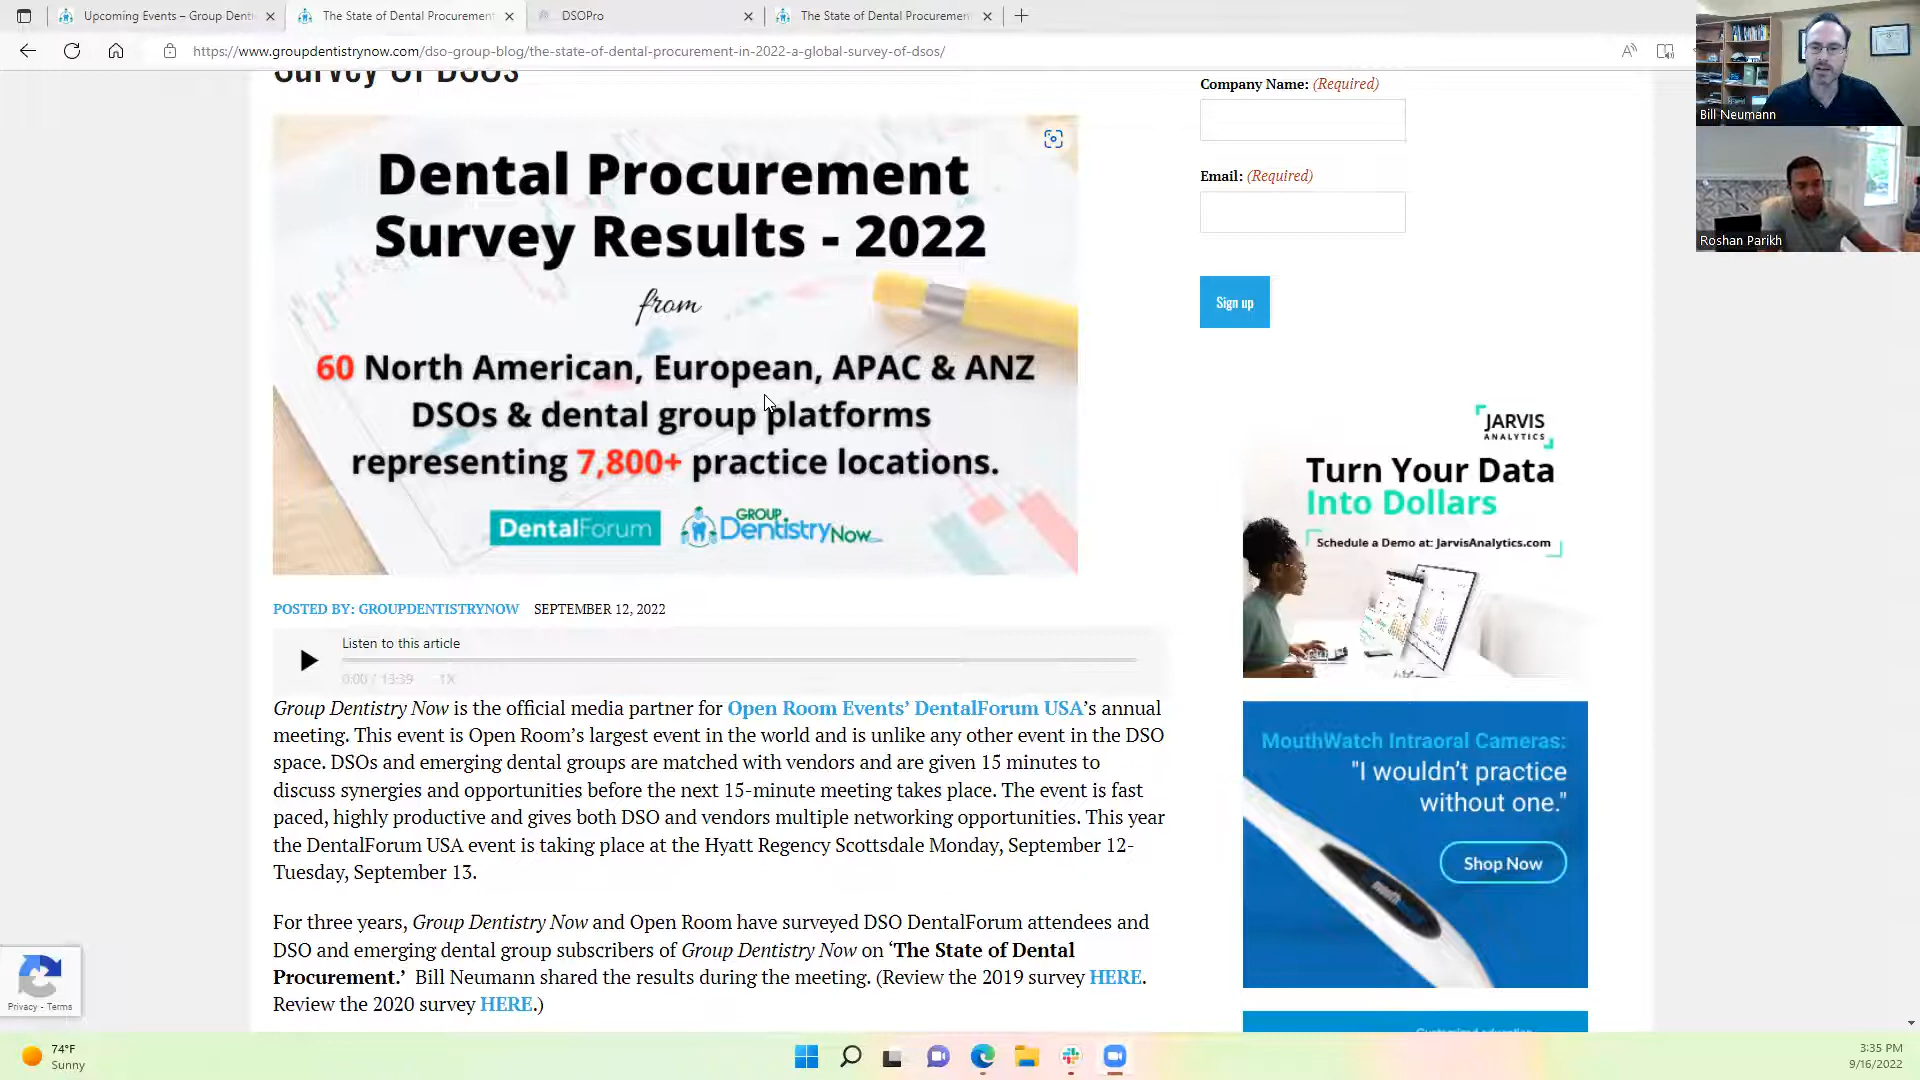 Upcoming Events – Group Denti
The State of Dental Procurement
DSOPro
The State of Dental Procuremen
https://www.groupdentistrynow.com/dso-group-blog/the-state-of-dental-procurement-in-2022-a-global-survey-of-dsos/
Survey Of DSOs
Dental Procurement
Survey Results - 2022
from
60 North American, European, APAC & ANZ
DSOs & dental group platforms
representing 7,800+ practice locations.
DentalForum
GROUP
DentistryNow
POSTED BY: GROUPDENTISTRYNOW SEPTEMBER 12, 2022
Listen to this article
0:00 / 13:39 1X
Group Dentistry Now is the official media partner for Open Room Events’ DentalForum USA’s annual
meeting. This event is Open Room’s largest event in the world and is unlike any other event in the DSO
space. DSOs and emerging dental groups are matched with vendors and are given 15 minutes to
discuss synergies and opportunities before the next 15-minute meeting takes place. The event is fast
paced, highly productive and gives both DSO and vendors multiple networking opportunities. This year
the DentalForum USA event is taking place at the Hyatt Regency Scottsdale Monday, September 12-
Tuesday, September 13.
For three years, Group Dentistry Now and Open Room have surveyed DSO DentalForum attendees and
DSO and emerging dental group subscribers of Group Dentistry Now on ‘The State of Dental
Procurement.’ Bill Neumann shared the results during the meeting. (Review the 2019 survey HERE.
Review the 2020 survey HERE.)
Company Name: (Required)
Email: (Required)
Sign up
JARVIS
ANALYTICS
Turn Your Data
Into Dollars
Schedule a Demo at: JarvisAnalytics.com
MouthWatch Intraoral Cameras:
"I wouldn’t practice
without one."
Shop Now
Customized education
Bill Neumann
Roshan Parikh
Privacy - Terms
74°F
Sunny
3:35 PM
9/16/2022